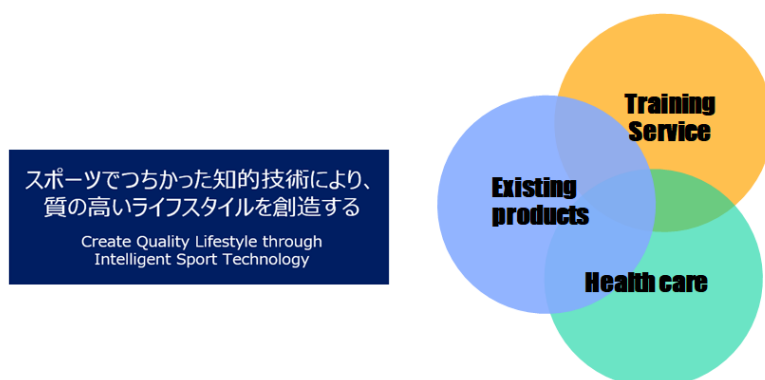 スポーツでつちかった知的技術により、
質の高いライフスタイルを創造する
Create Quality Lifestyle through
Intelligent Sport Technology
Training
Service
Existing
products
Health care